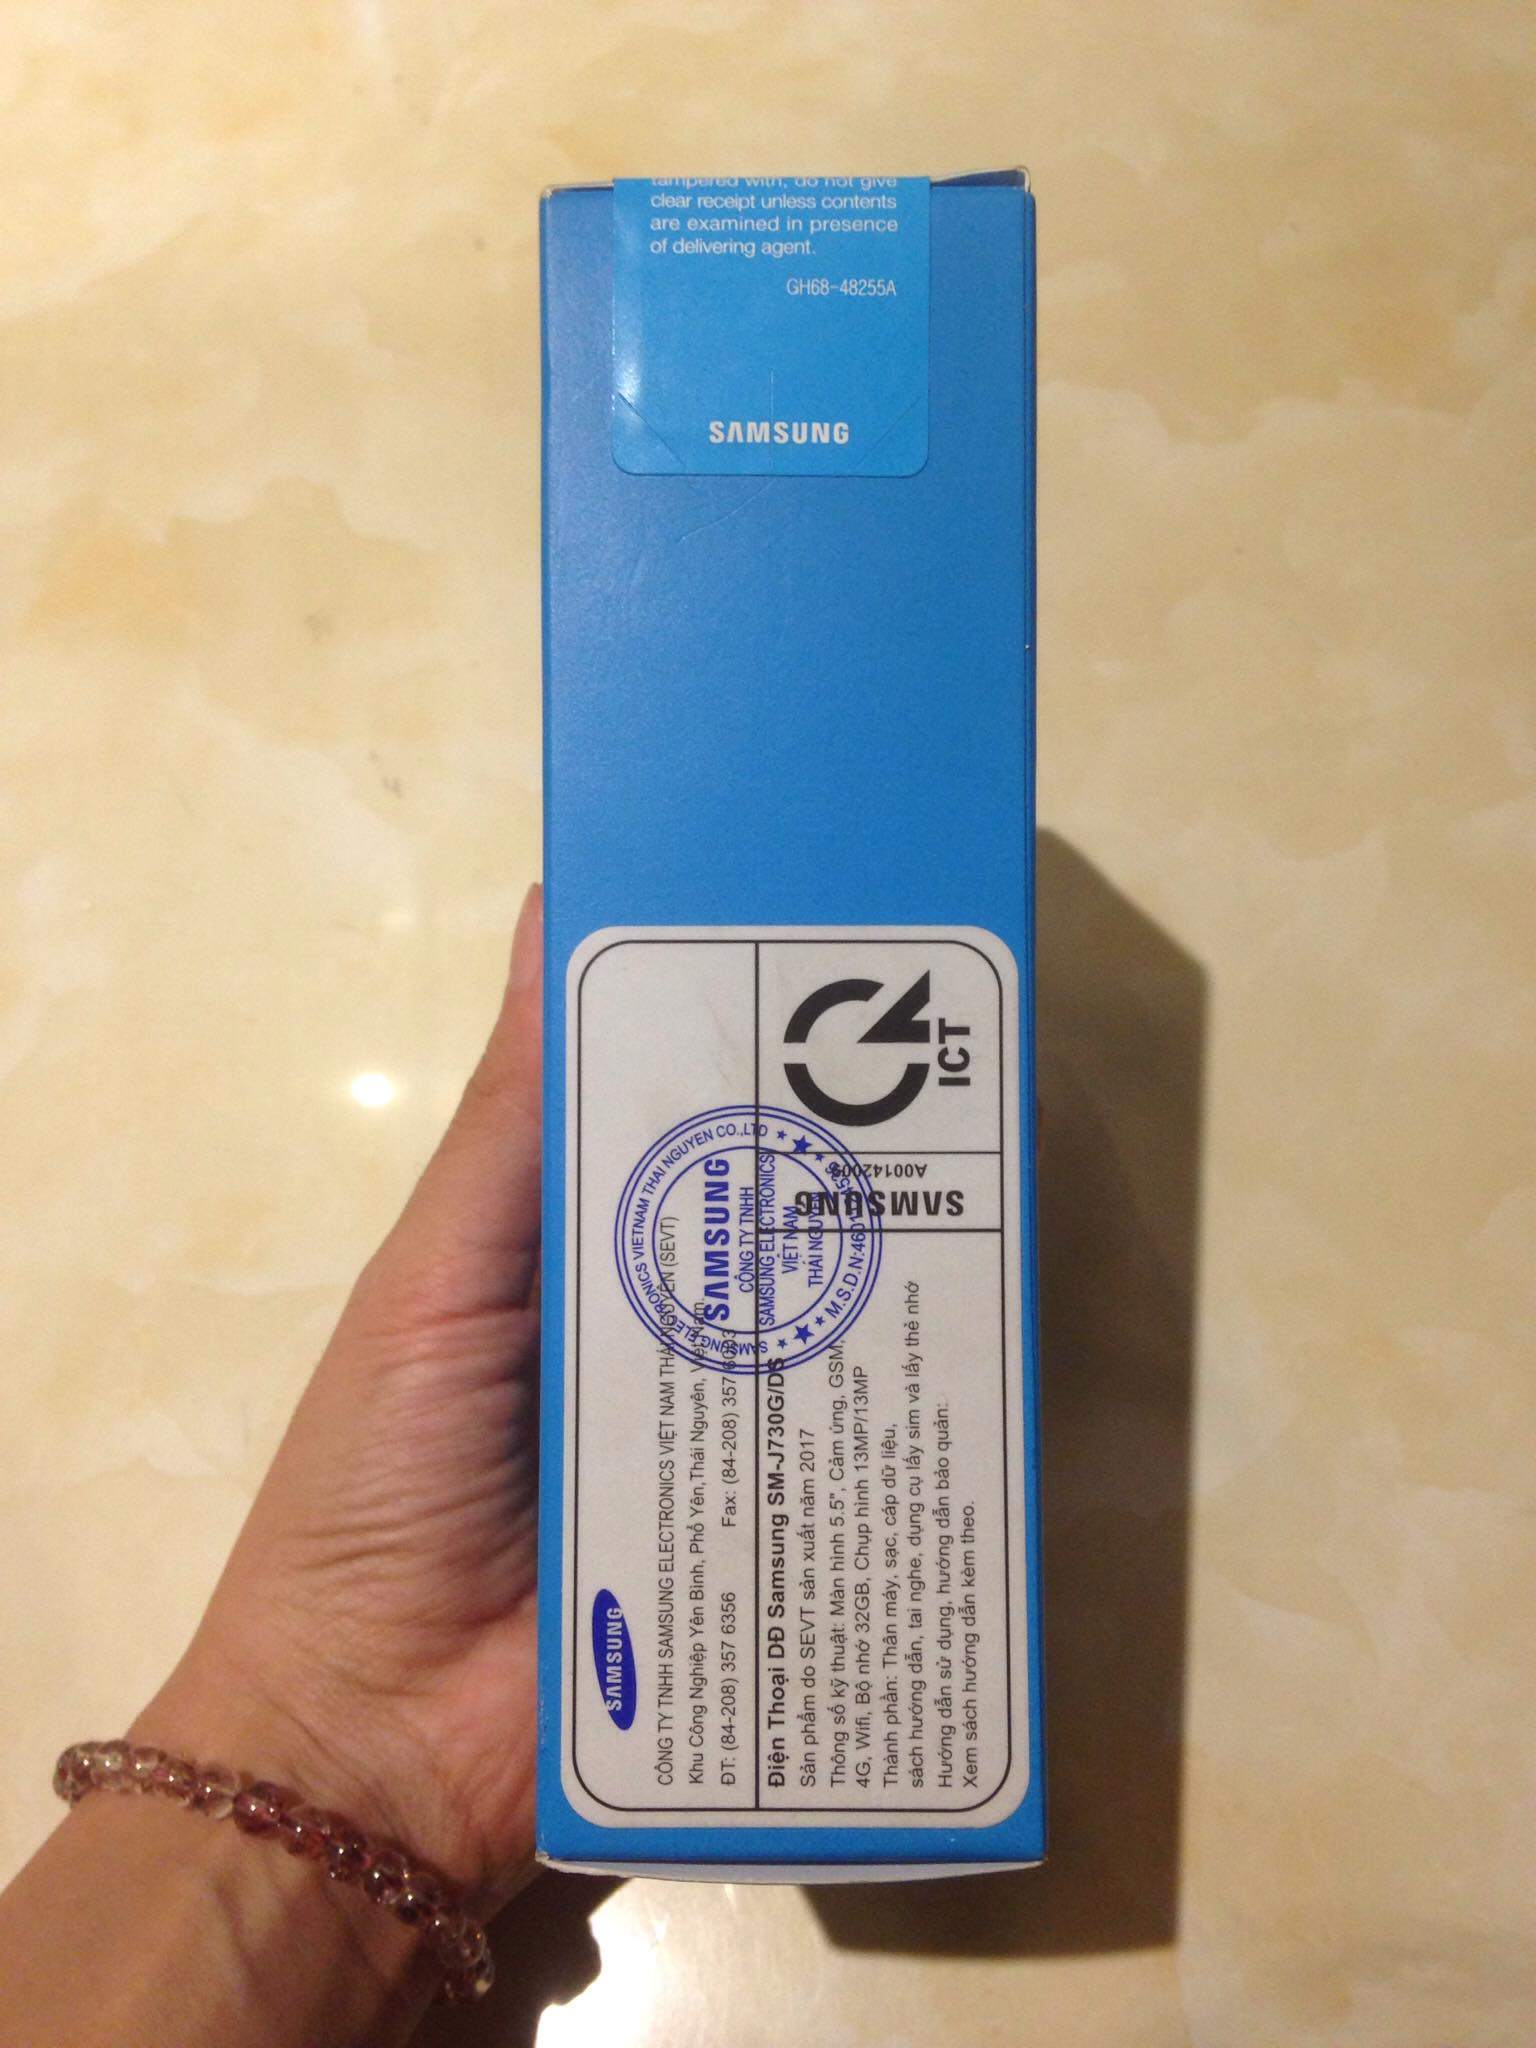 tampered with, do not give
clear receipt unless contents
are examined in presence
of delivering agent.
GH68-48255A
SAMSUNG
SAMSUNG
CÔNG TY TNHH SAMSUNG ELECTRONICS VIỆT NAM THÁI NGUYÊN (SEVT)
Khu Công Nghiệp Yên Bình, Phổ Yên,Thái Nguyên, Việt Nam.
ĐT: (84-208) 357 6356 Fax: (84-208) 357 6003
Điện Thoại DĐ Samsung SM-J730G/DS
Sản phẩm do SEVT sản xuất năm 2017
Thông số kỹ thuật: Màn hình 5.5", Cảm ứng, GSM,
4G, Wifi, Bộ nhớ 32GB, Chụp hình 13MP/13MP
Thành phần: Thân máy, sạc, cáp dữ liệu,
sách hướng dẫn, tai nghe, dụng cụ lấy sim và lấy thẻ nhớ
Hướng dẫn sử dụng, hướng dẫn bảo quản:
Xem sách hướng dẫn kèm theo.
SAMSUNG ELECTRONICS VIETNAM THAI NGUYEN CO.,LTD
SAMSUNG
CÔNG TY TNHH
SAMSUNG ELECTRONICS
VIỆT NAM
THÁI NGUYÊN
M.S.D.N:
SAMSUNG
ICT